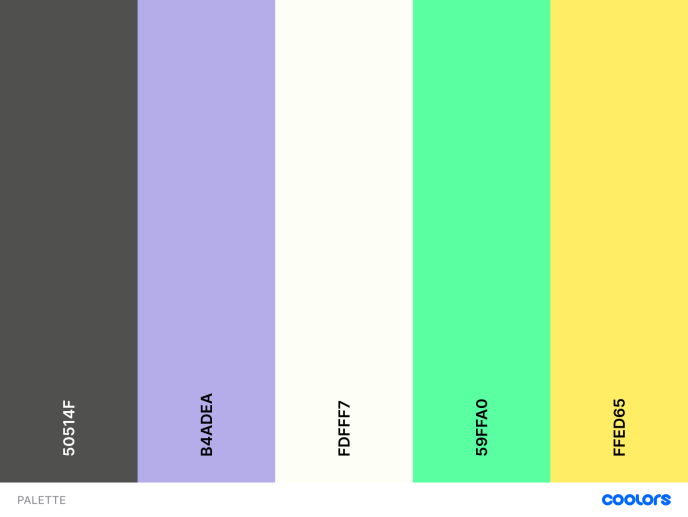 50514F
B4ADEA
FDFFF7
59FFA0
FFED65
PALETTE
coolors